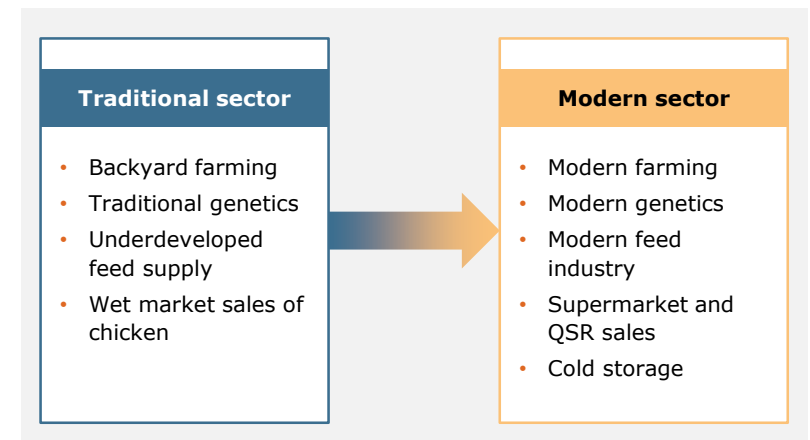 Traditional sector
• Backyard farming
• Traditional genetics
• Underdeveloped
feed supply
• Wet market sales of
chicken
Modern sector
• Modern farming
• Modern genetics
• Modern feed
industry
• Supermarket and
QSR sales
• Cold storage